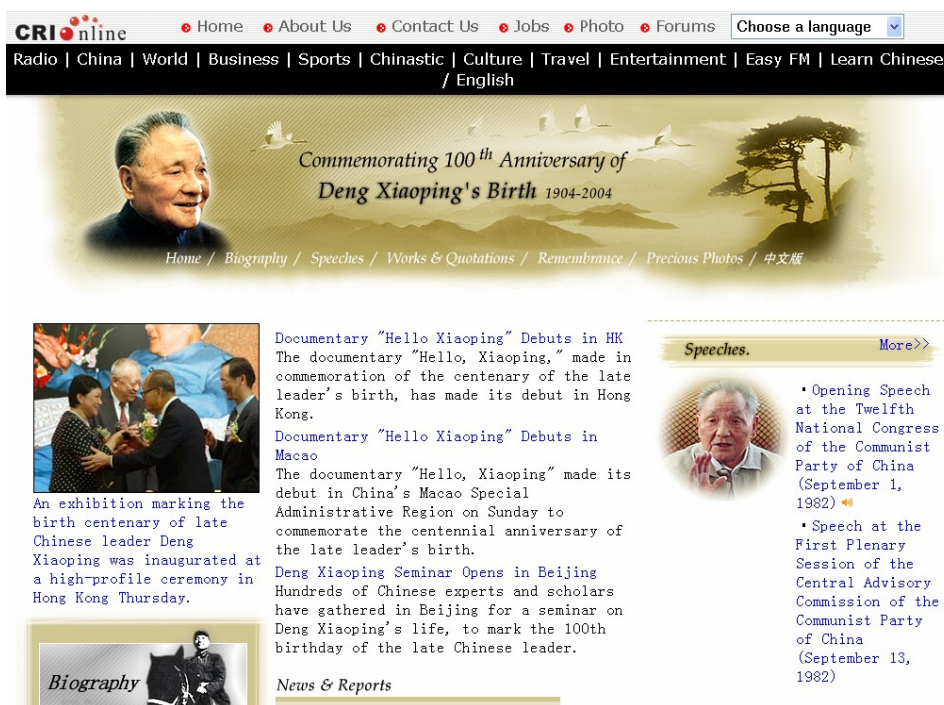 CRI Online
Home About Us Contact Us Jobs Photo Forums Choose a language
Radio | China | World | Business | Sports | Chinastic | Culture | Travel | Entertainment | Easy FM | Learn Chinese
/ English
Commemorating 100th Anniversary of
Deng Xiaoping's Birth 1904-2004
Home / Biography / Speeches / Works & Quotations / Remembrance / Precious Photos / 中文版
An exhibition marking the
birth centenary of late
Chinese leader Deng
Xiaoping was inaugurated at
a high-profile ceremony in
Hong Kong Thursday.
Biography
Documentary "Hello Xiaoping" Debuts in HK
The documentary "Hello, Xiaoping," made in
commemoration of the centenary of the late
leader's birth, has made its debut in Hong
Kong.
Documentary "Hello Xiaoping" Debuts in
Macao
The documentary "Hello, Xiaoping" made its
debut in China's Macao Special
Administrative Region on Sunday to
commemorate the centennial anniversary of
the late leader's birth.
Deng Xiaoping Seminar Opens in Beijing
Hundreds of Chinese experts and scholars
have gathered in Beijing for a seminar on
Deng Xiaoping's life, to mark the 100th
birthday of the late Chinese leader.
News & Reports
Speeches. More>>
▪ Opening Speech
at the Twelfth
National Congress
of the Communist
Party of China
(September 1,
1982)
▪ Speech at the
First Plenary
Session of the
Central Advisory
Commission of the
Communist Party
of China
(September 13,
1982)